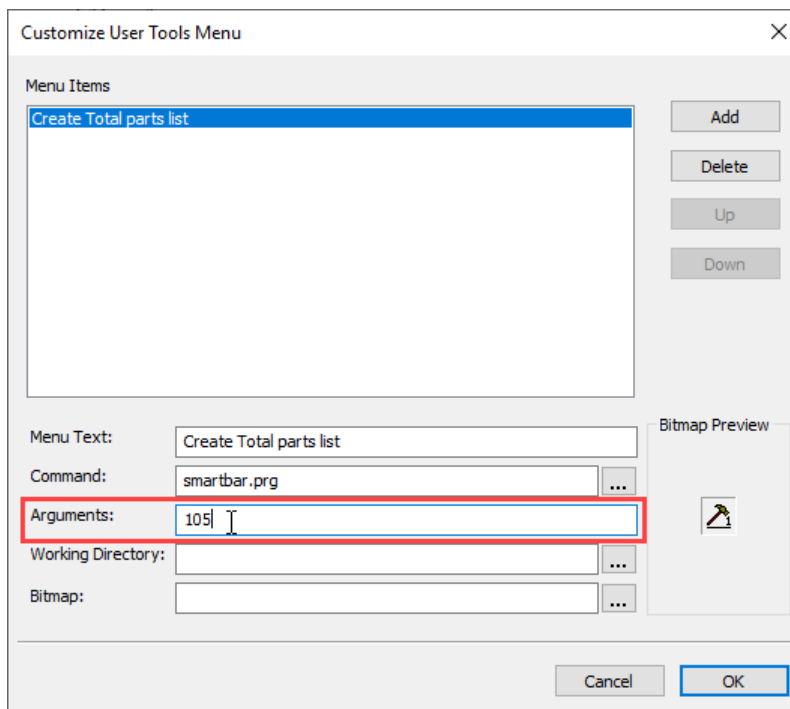 Customize User Tools Menu
Menu Items
Create Total parts list
Add
Delete
Up
Down
Menu Text:
Create Total parts list
Command:
smartbar.prg
...
Arguments:
105
Working Directory:
...
Bitmap:
...
Bitmap Preview
1
Cancel
OK